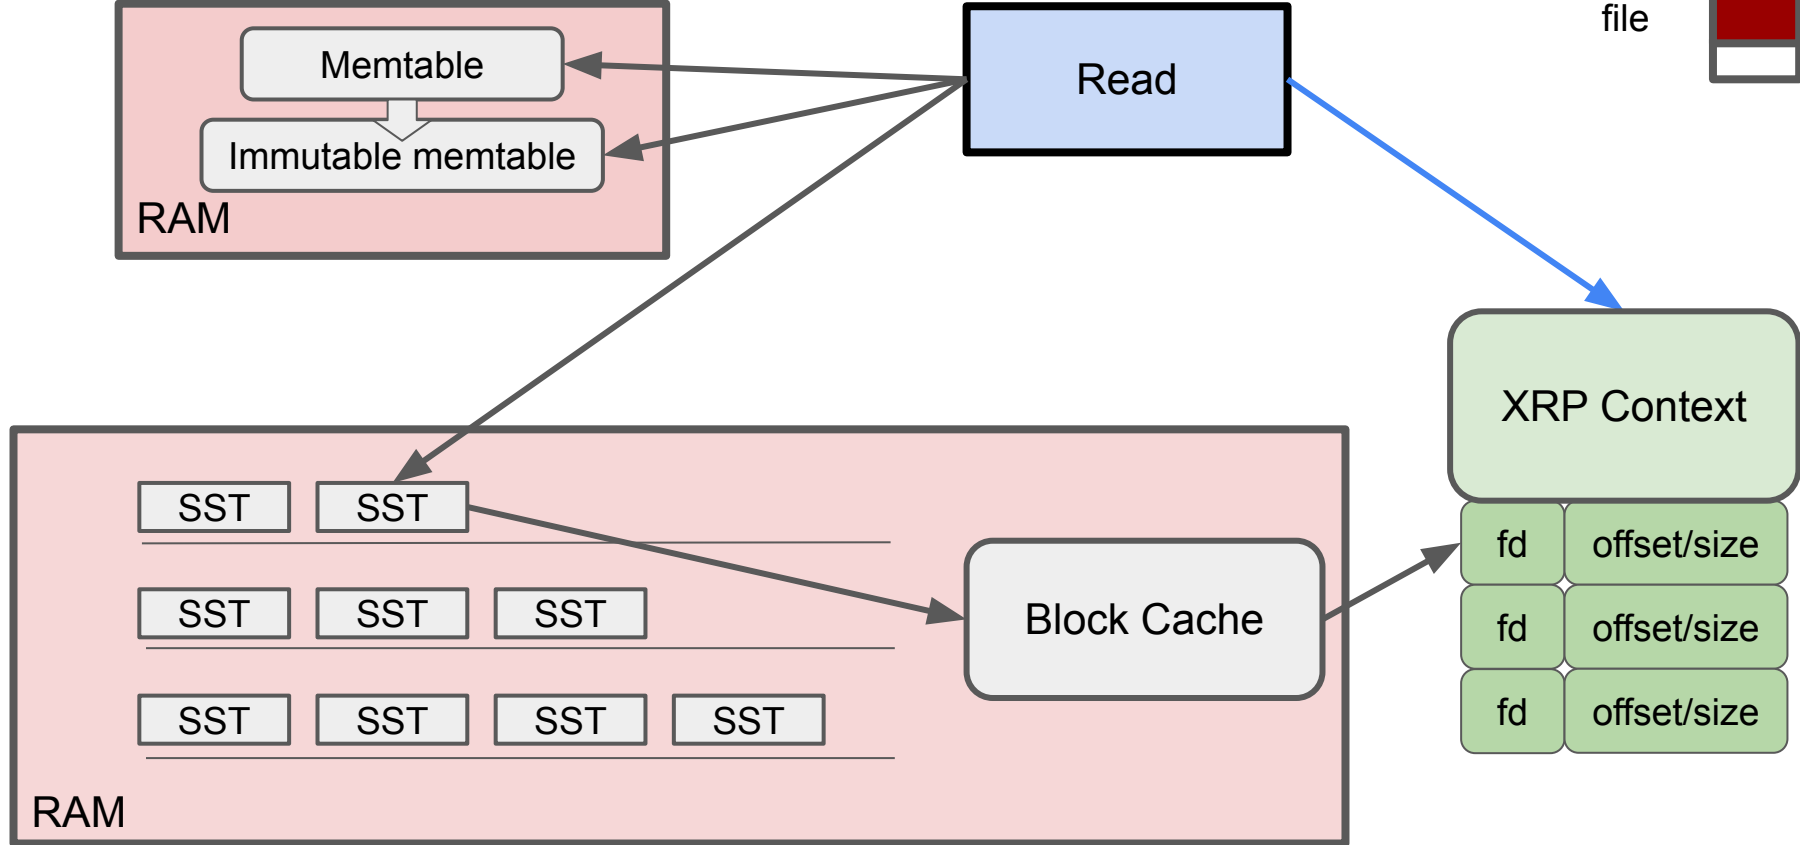 file
Memtable
Read
Immutable memtable
RAM
XRP Context
SST SST
fd offset/size
SST SST SST
Block Cache
fd offset/size
SST SST SST SST
fd offset/size
RAM